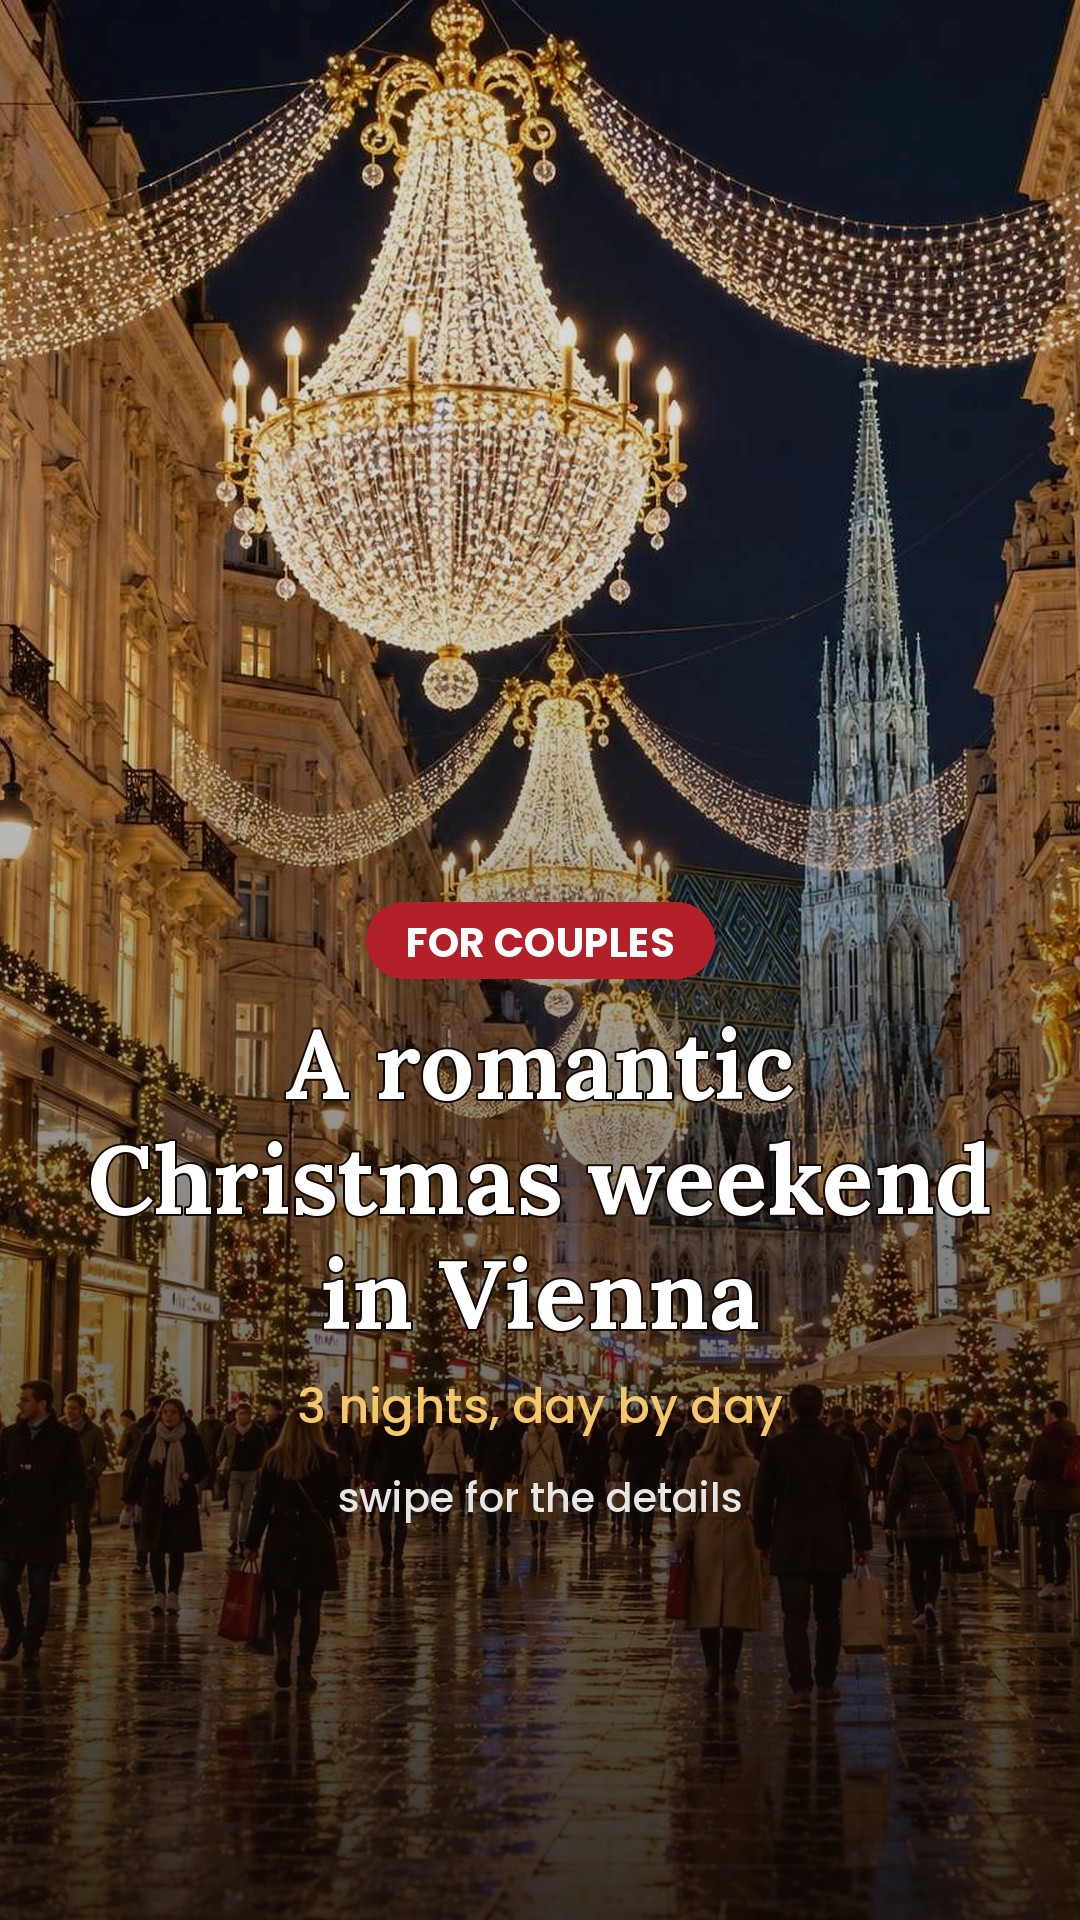 FOR COUPLES
A romantic
Christmas weekend
in Vienna
3 nights, day by day
swipe for the details